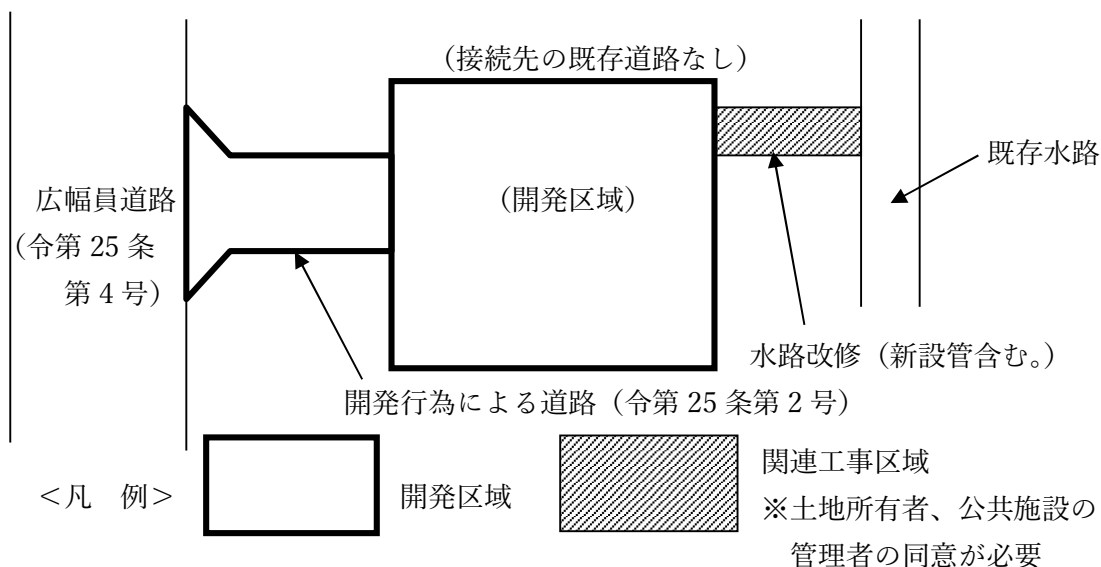 (接続先の既存道路なし)
既存水路
広幅員道路
(令第 25 条
第 4 号)
(開発区域)
水路改修(新設管含む。)
開発行為による道路(令第 25 条第 2 号)
<凡 例>
開発区域
関連工事区域
※土地所有者、公共施設の
管理者の同意が必要